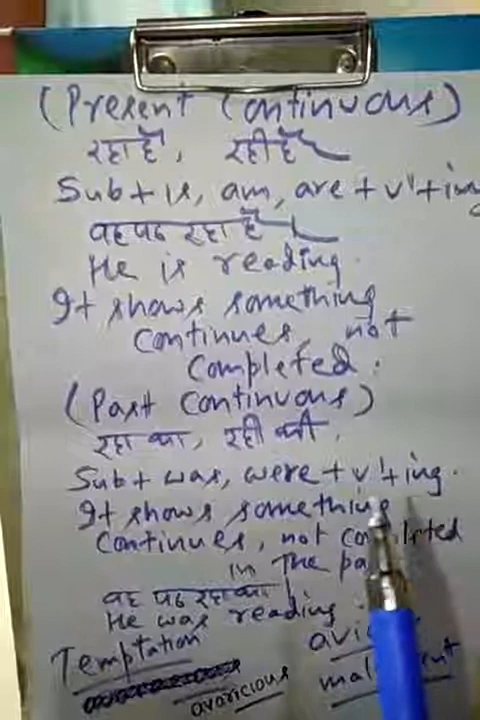 (Present Continuous)
रहा है, रही है
Sub + is, am, are + v¹ + ing
वह पढ़ रहा है।
He is reading.
It shows something
continues, not
completed.
(Past Continuous)
रहा था, रही थी.
Sub + was, were + v¹ + ing.
It shows something
continues, not completed
in the
वह पढ़ रहा था।
He was reading.
Temptation
avaricious